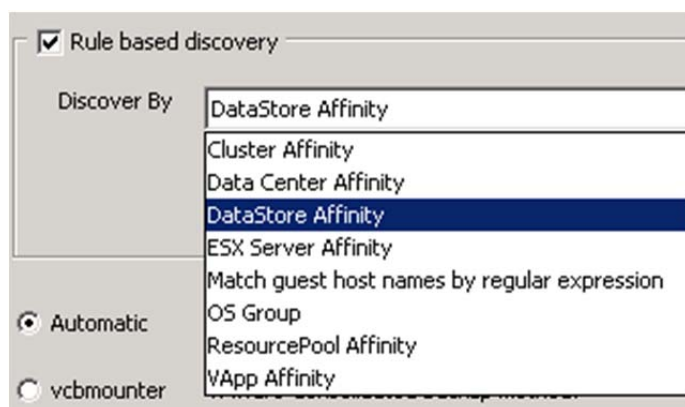 Rule based discovery
Discover By
DataStore Affinity
Cluster Affinity
Data Center Affinity
DataStore Affinity
ESX Server Affinity
Match guest host names by regular expression
OS Group
Automatic
ResourcePool Affinity
VApp Affinity
vcbmounter